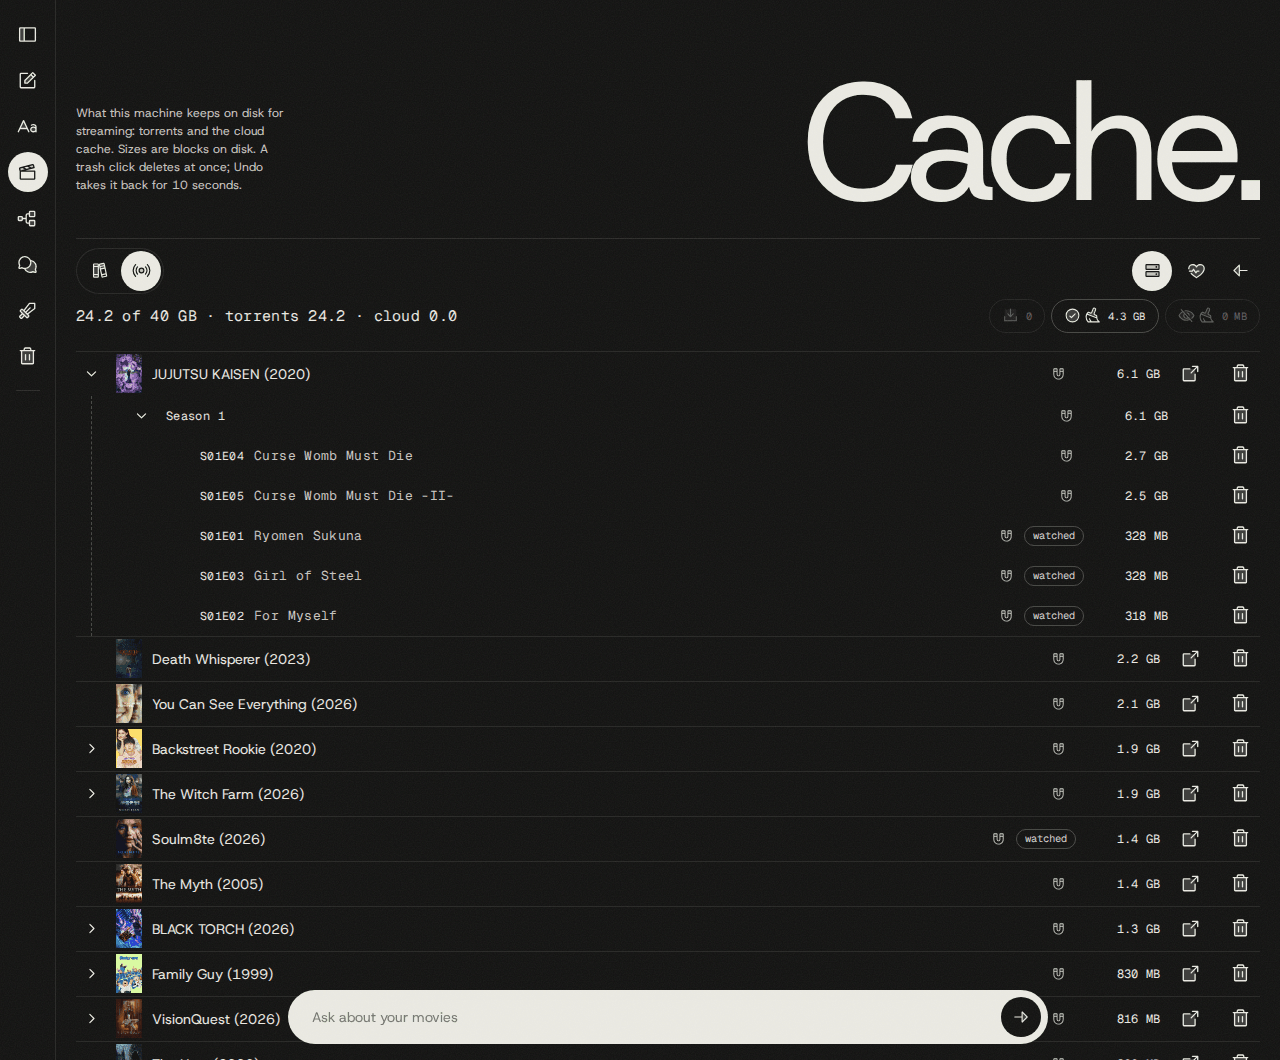 Aa
What this machine keeps on disk for
streaming: torrents and the cloud
cache. Sizes are blocks on disk. A
trash click deletes at once; Undo
takes it back for 10 seconds.
Cache.
24.2 of 40 GB · torrents 24.2 · cloud 0.0
0
4.3 GB
0 MB
JUJUTSU KAISEN (2020) 6.1 GB
Season 1 6.1 GB
S01E04 Curse Womb Must Die 2.7 GB
S01E05 Curse Womb Must Die -II- 2.5 GB
S01E01 Ryomen Sukuna watched 328 MB
S01E03 Girl of Steel watched 328 MB
S01E02 For Myself watched 318 MB
Death Whisperer (2023) 2.2 GB
You Can See Everything (2026) 2.1 GB
Backstreet Rookie (2020) 1.9 GB
The Witch Farm (2026) 1.9 GB
Soulm8te (2026) watched 1.4 GB
The Myth (2005) 1.4 GB
BLACK TORCH (2026) 1.3 GB
Family Guy (1999) 830 MB
VisionQuest (2026) 816 MB
Ask about your movies